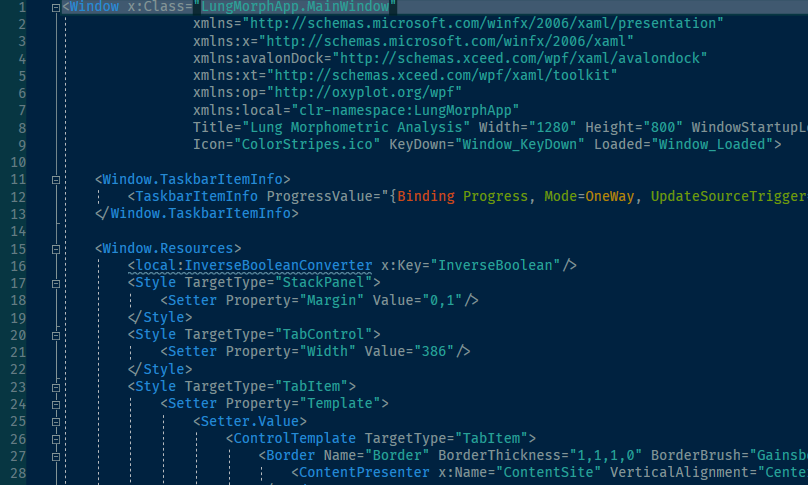 1 <Window x:Class="LungMorphApp.MainWindow"
2 xmlns="http://schemas.microsoft.com/winfx/2006/xaml/presentation"
3 xmlns:x="http://schemas.microsoft.com/winfx/2006/xaml"
4 xmlns:avalonDock="http://schemas.xceed.com/wpf/xaml/avalondock"
5 xmlns:xt="http://schemas.xceed.com/wpf/xaml/toolkit"
6 xmlns:op="http://oxyplot.org/wpf"
7 xmlns:local="clr-namespace:LungMorphApp"
8 Title="Lung Morphometric Analysis" Width="1280" Height="800" WindowStartupL
9 Icon="ColorStripes.ico" KeyDown="Window_KeyDown" Loaded="Window_Loaded">
10
11 <Window.TaskbarItemInfo>
12 <TaskbarItemInfo ProgressValue="{Binding Progress, Mode=OneWay, UpdateSourceTrigger=
13 </Window.TaskbarItemInfo>
14
15 <Window.Resources>
16 <local:InverseBooleanConverter x:Key="InverseBoolean"/>
17 <Style TargetType="StackPanel">
18 <Setter Property="Margin" Value="0,1"/>
19 </Style>
20 <Style TargetType="TabControl">
21 <Setter Property="Width" Value="386"/>
22 </Style>
23 <Style TargetType="TabItem">
24 <Setter Property="Template">
25 <Setter.Value>
26 <ControlTemplate TargetType="TabItem">
27 <Border Name="Border" BorderThickness="1,1,1,0" BorderBrush="Gainsb
28 <ContentPresenter x:Name="ContentSite" VerticalAlignment="Cente